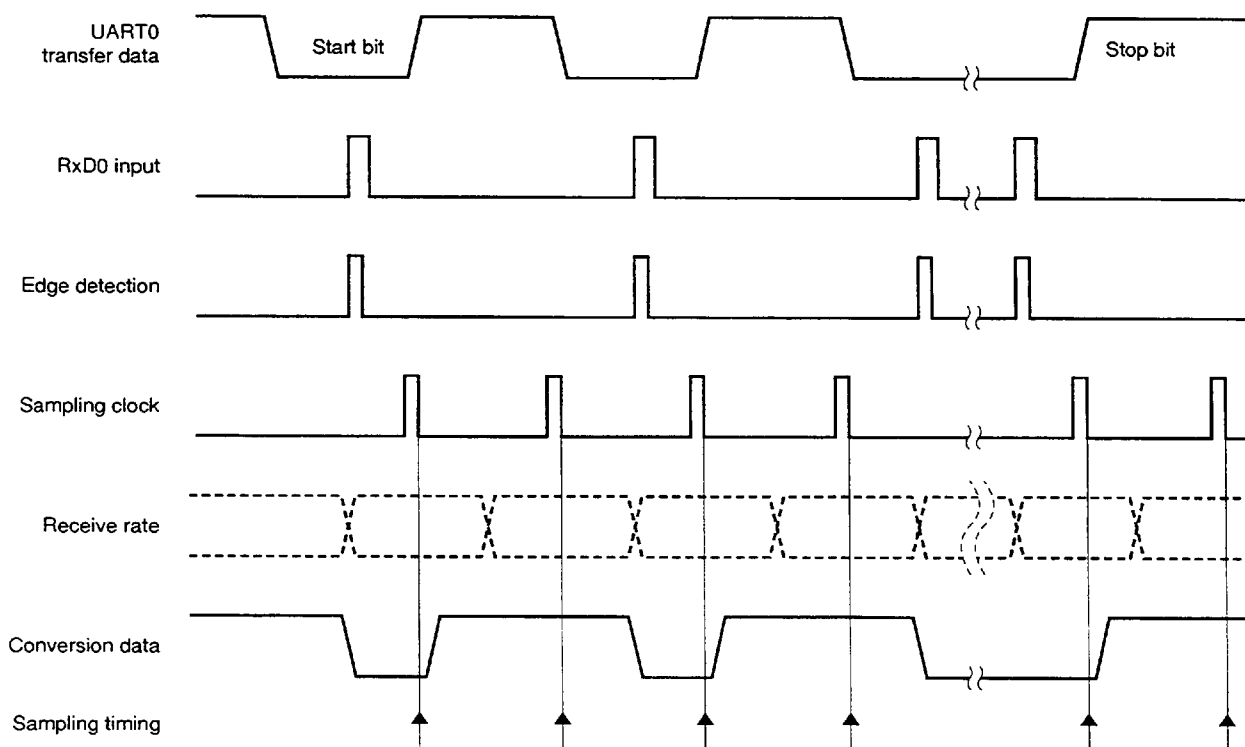 UART0
transfer data
Start bit
Stop bit
RxD0 input
Edge detection
Sampling clock
Receive rate
Conversion data
Sampling timing